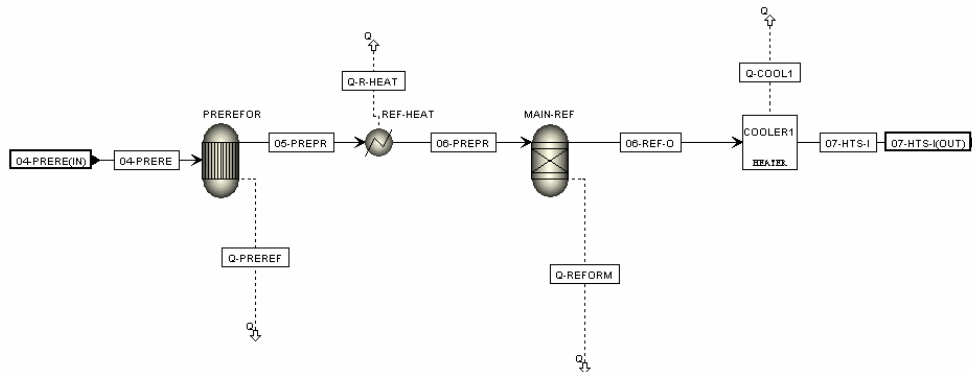 Q
Q
Q-COOL1
Q-R-HEAT
PREREFOR
REF-HEAT
MAIN-REF
COOLER1
HEATER
04-PRERE(IN)
04-PRERE
05-PREPR
06-PREPR
06-REF-O
07-HTS-I
07-HTS-I(OUT)
Q-PREREF
Q-REFORM
Q
Q